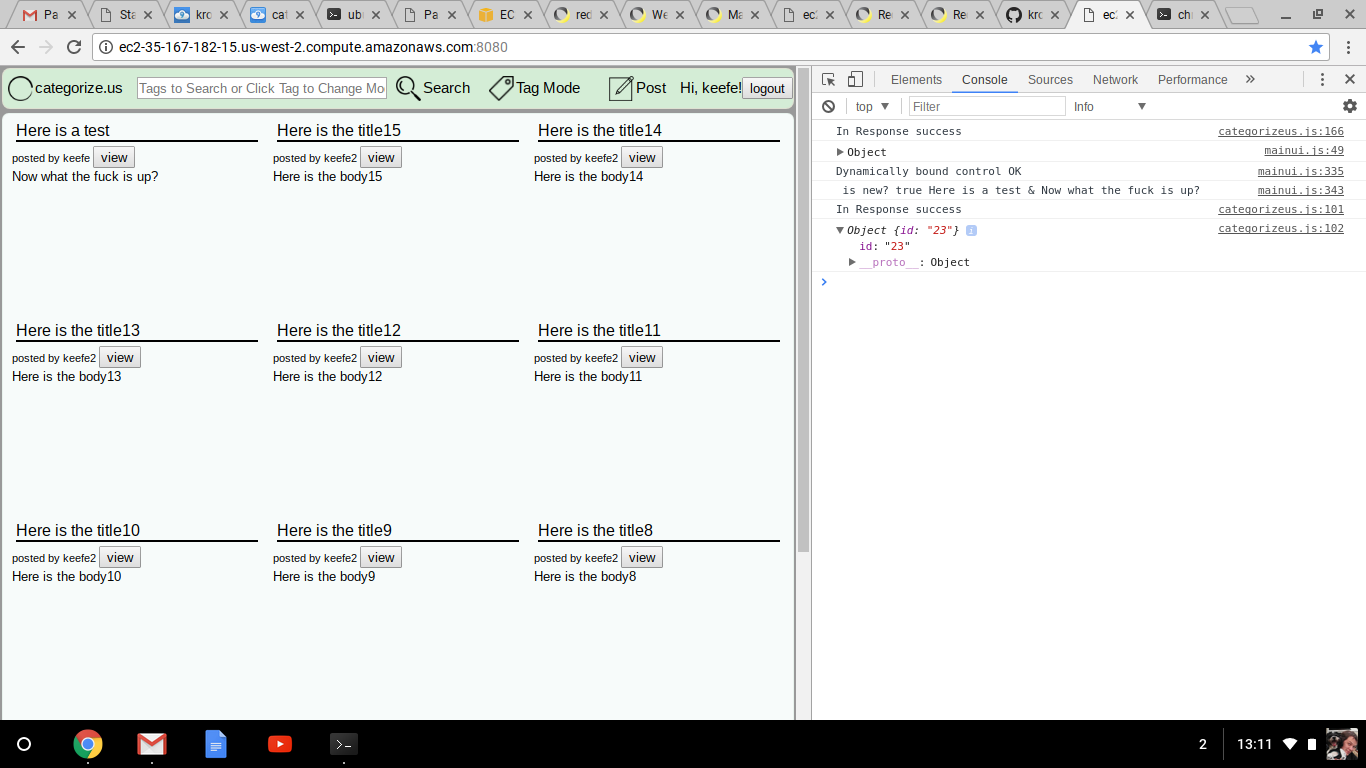 Pa
Sta
kro
cat
ub
Pa
EC
red
We
Ma
ec2
Re
Re
kro
ec2
ch
ec2-35-167-182-15.us-west-2.compute.amazonaws.com:8080
categorize.us
Tags to Search or Click Tag to Change Mo
Search
Tag Mode
Post
Hi, keefe!
logout
Here is a test
posted by keefe view
Now what the fuck is up?
Here is the title15
posted by keefe2 view
Here is the body15
Here is the title14
posted by keefe2 view
Here is the body14
Here is the title13
posted by keefe2 view
Here is the body13
Here is the title12
posted by keefe2 view
Here is the body12
Here is the title11
posted by keefe2 view
Here is the body11
Here is the title10
posted by keefe2 view
Here is the body10
Here is the title9
posted by keefe2 view
Here is the body9
Here is the title8
posted by keefe2 view
Here is the body8
Elements Console Sources Network Performance »
top Filter Info
In Response success categorizeus.js:166
Object mainui.js:49
Dynamically bound control OK mainui.js:335
is new? true Here is a test & Now what the fuck is up? mainui.js:343
In Response success categorizeus.js:101
Object {id: "23"} i categorizeus.js:102
id: "23"
__proto__: Object
2 13:11